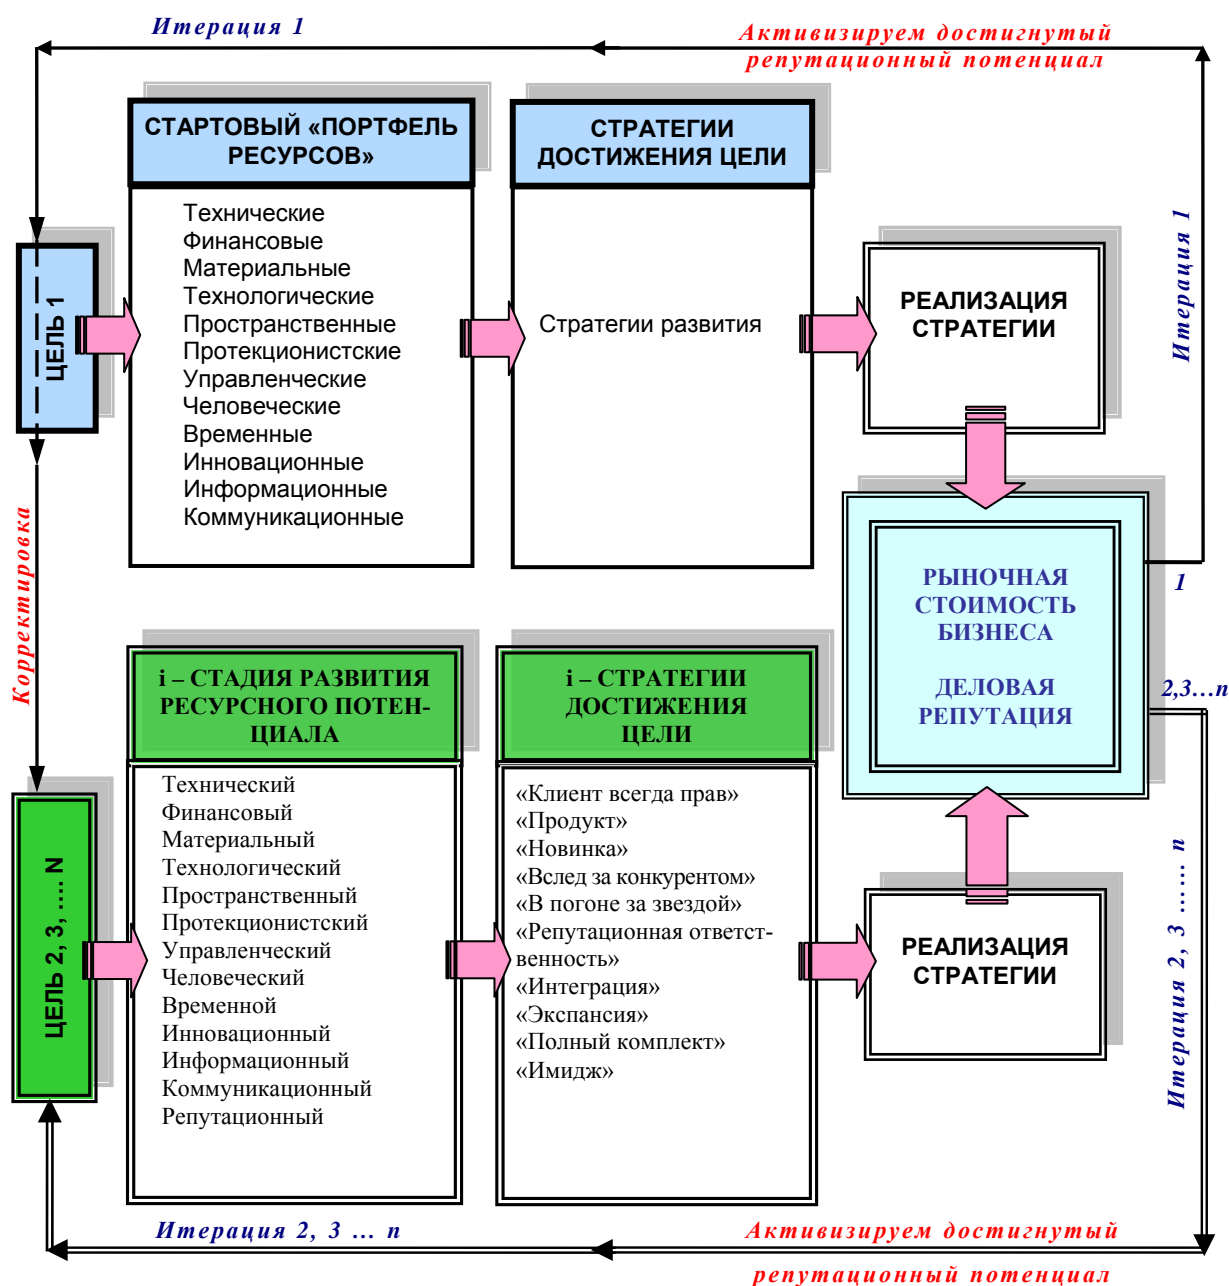 Итерация 1
Активизируем достигнутый
репутационный потенциал
СТАРТОВЫЙ «ПОРТФЕЛЬ
РЕСУРСОВ»
СТРАТЕГИИ
ДОСТИЖЕНИЯ ЦЕЛИ
ЦЕЛЬ 1
Технические
Финансовые
Материальные
Технологические
Пространственные
Протекционистские
Управленческие
Человеческие
Временные
Инновационные
Информационные
Коммуникационные
Стратегии развития
РЕАЛИЗАЦИЯ
СТРАТЕГИИ
Итерация 1
Корректировка
РЫНОЧНАЯ
СТОИМОСТЬ
БИЗНЕСА
ДЕЛОВАЯ
РЕПУТАЦИЯ
1
2,3…n
i – СТАДИЯ РАЗВИТИЯ
РЕСУРСНОГО ПОТЕН-
ЦИАЛА
i – СТРАТЕГИИ
ДОСТИЖЕНИЯ
ЦЕЛИ
ЦЕЛЬ 2, 3, …. N
Технический
Финансовый
Материальный
Технологический
Пространственный
Протекционистский
Управленческий
Человеческий
Временной
Инновационный
Информационный
Коммуникационный
Репутационный
«Клиент всегда прав»
«Продукт»
«Новинка»
«Вслед за конкурентом»
«В погоне за звездой»
«Репутационная ответст-
венность»
«Интеграция»
«Экспансия»
«Полный комплект»
«Имидж»
РЕАЛИЗАЦИЯ
СТРАТЕГИИ
Итерация 2, 3 …… n
Итерация 2, 3 … n
Активизируем достигнутый
репутационный потенциал